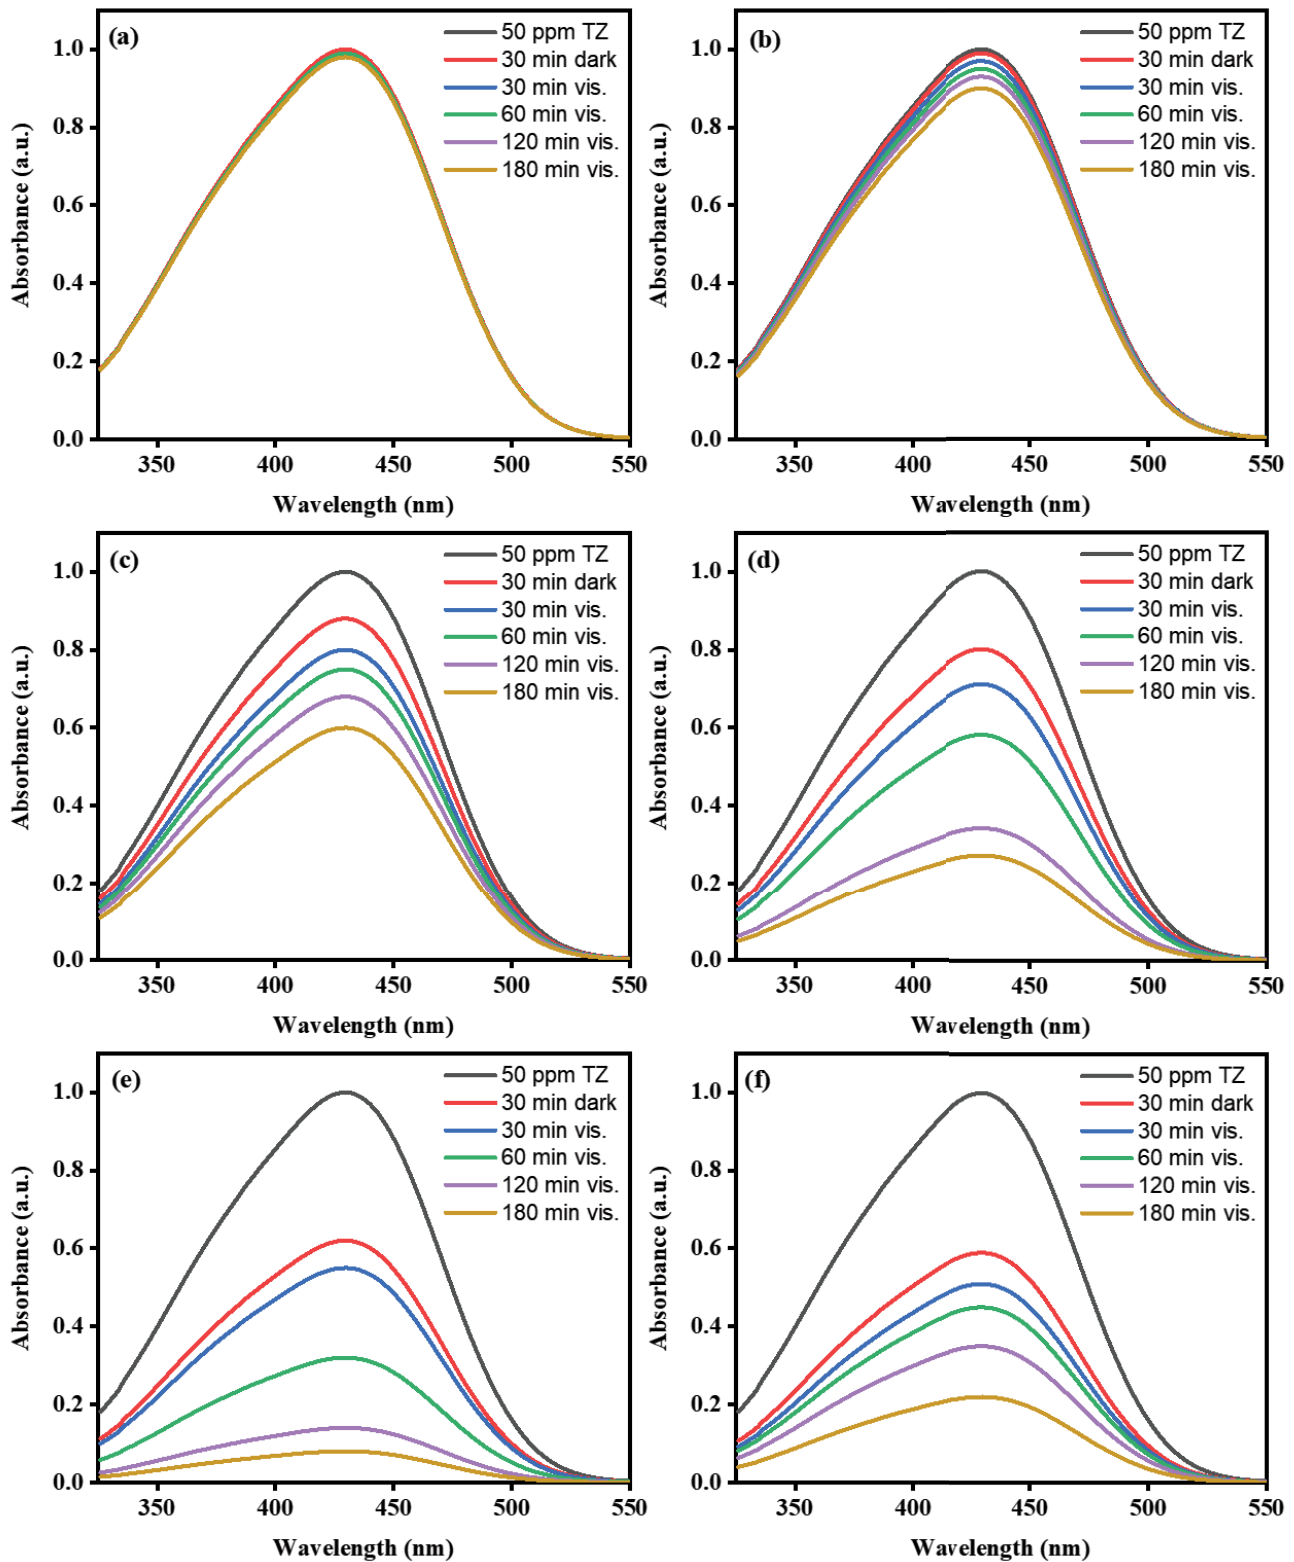 (a)
50 ppm TZ
30 min dark
30 min vis.
60 min vis.
120 min vis.
180 min vis.
1.0
0.8
0.6
0.4
0.2
0.0
Absorbance (a.u.)
350 400 450 500 550
Wavelength (nm)
(b)
50 ppm TZ
30 min dark
30 min vis.
60 min vis.
120 min vis.
180 min vis.
1.0
0.8
0.6
0.4
0.2
0.0
Absorbance (a.u.)
350 400 450 500 550
Wavelength (nm)
(c)
50 ppm TZ
30 min dark
30 min vis.
60 min vis.
120 min vis.
180 min vis.
1.0
0.8
0.6
0.4
0.2
0.0
Absorbance (a.u.)
350 400 450 500 550
Wavelength (nm)
(d)
50 ppm TZ
30 min dark
30 min vis.
60 min vis.
120 min vis.
180 min vis.
1.0
0.8
0.6
0.4
0.2
0.0
Absorbance (a.u.)
350 400 450 500 550
Wavelength (nm)
(e)
50 ppm TZ
30 min dark
30 min vis.
60 min vis.
120 min vis.
180 min vis.
1.0
0.8
0.6
0.4
0.2
0.0
Absorbance (a.u.)
350 400 450 500 550
Wavelength (nm)
(f)
50 ppm TZ
30 min dark
30 min vis.
60 min vis.
120 min vis.
180 min vis.
1.0
0.8
0.6
0.4
0.2
0.0
Absorbance (a.u.)
350 400 450 500 550
Wavelength (nm)